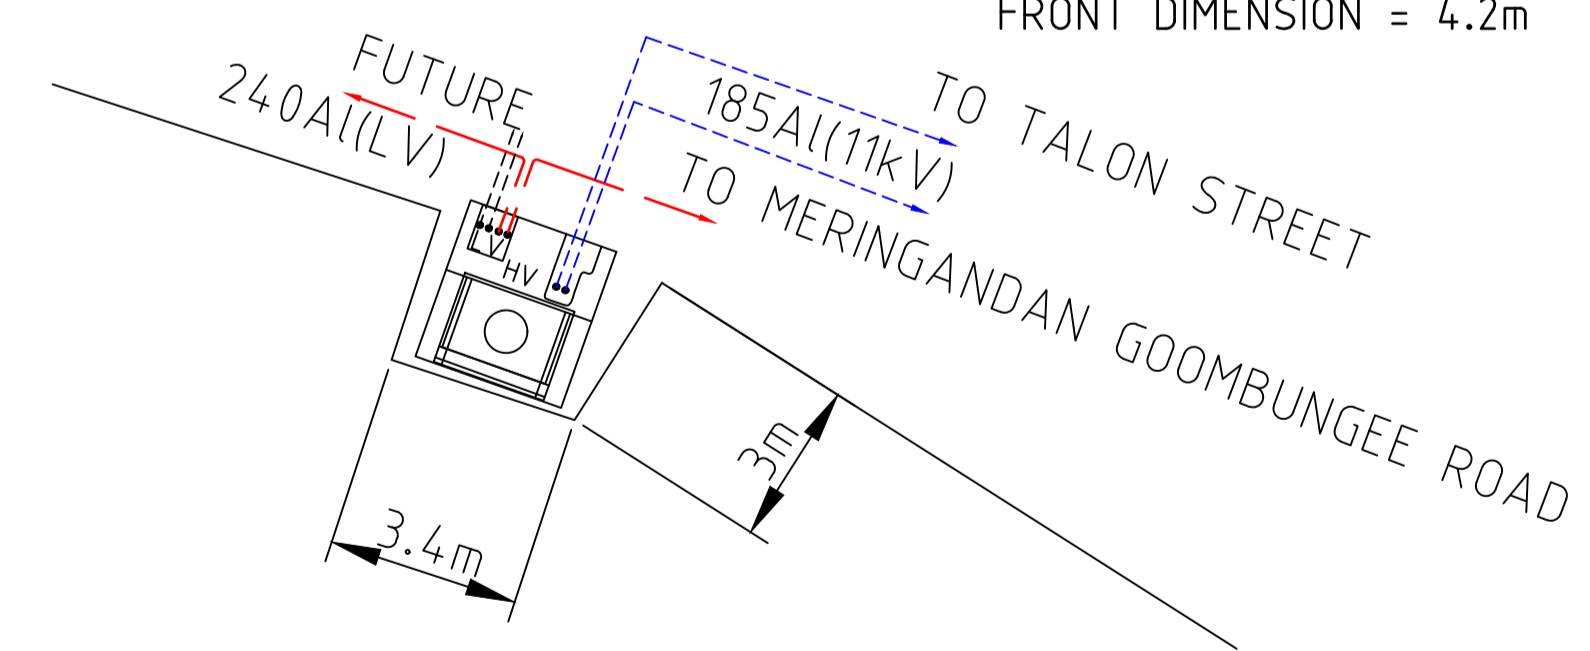 FRONT DIMENSION = 4.2m
FUTURE
240Al(LV)
185Al(11kV)
TO TALON STREET
TO MERINGANDAN GOOMBUNGEE ROAD
LV
HV
3m
3.4m